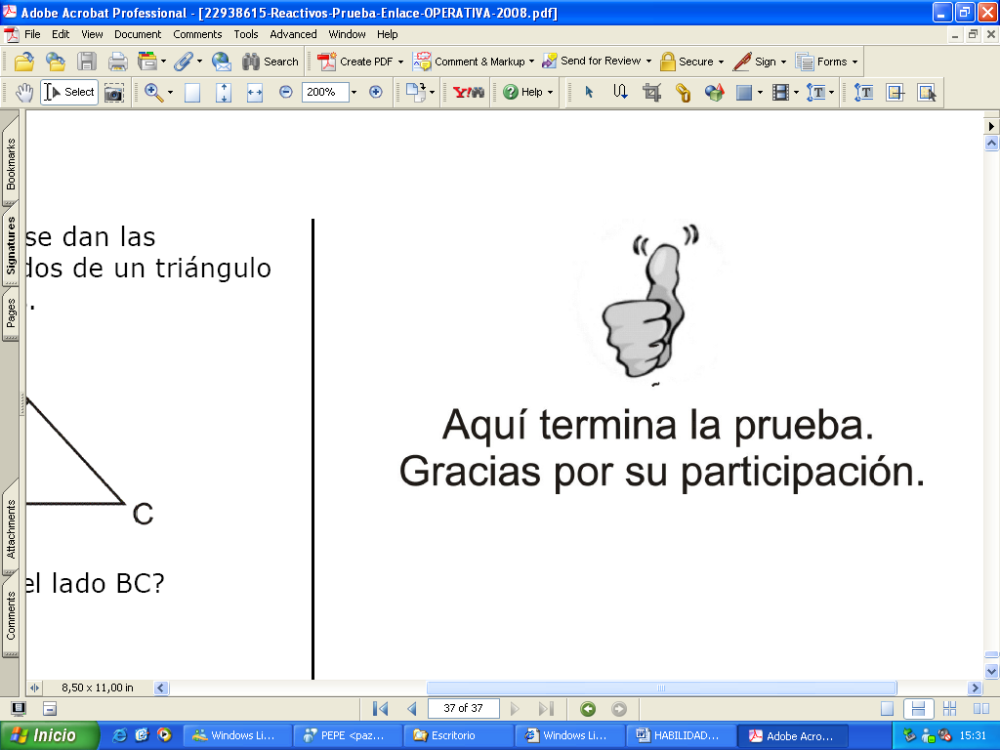 Adobe Acrobat Professional - [22938615-Reactivos-Prueba-Enlace-OPERATIVA-2008.pdf]
File Edit View Document Comments Tools Advanced Window Help
Search Create PDF Comment & Markup Send for Review Secure Sign Forms
Select 200% Y! Help
Bookmarks
Signatures
Pages
Attachments
Comments
se dan las
dos de un triángulo
.
C
el lado BC?
Aquí termina la prueba.
Gracias por su participación.
8,50 x 11,00 in
37 of 37
Inicio Windows Li... PEPE <paz... Escritorio Windows Li... HABILIDAD... Adobe Acro... 15:31